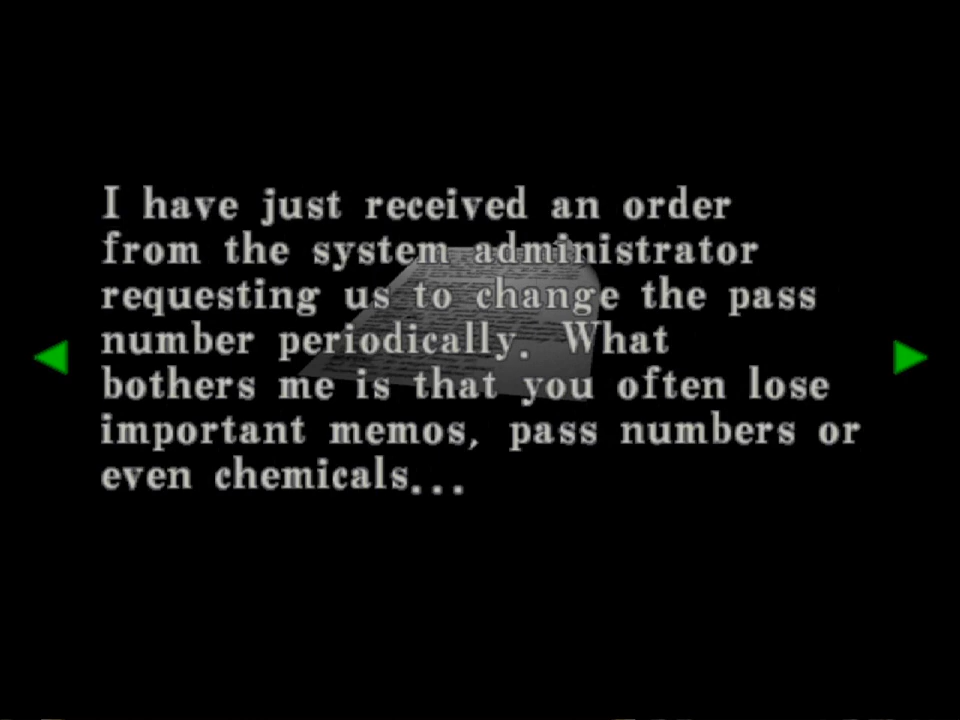 I have just received an order
from the system administrator
requesting us to change the pass
number periodically. What
bothers me is that you often lose
important memos, pass numbers or
even chemicals...